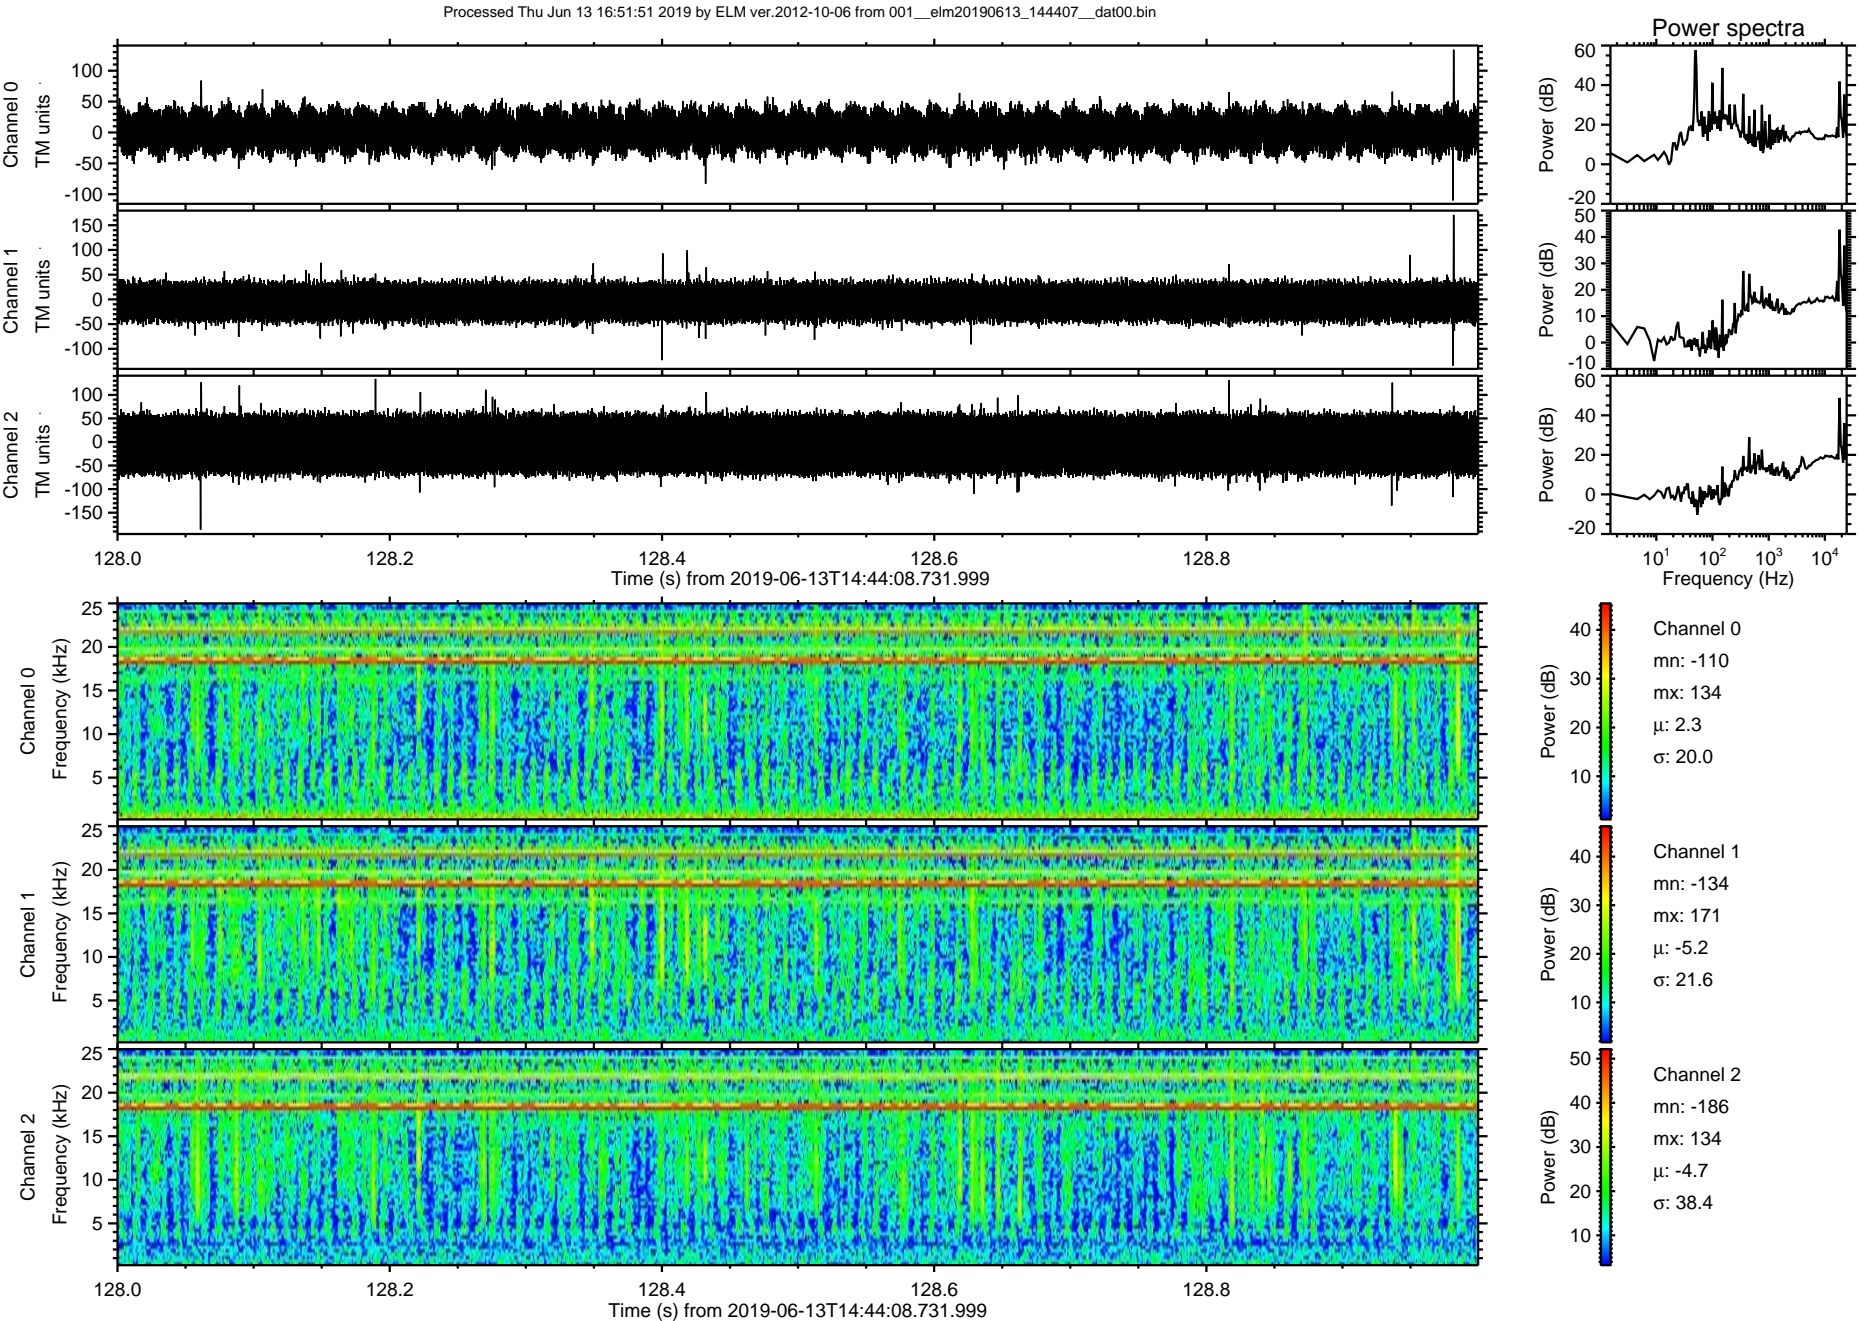 Processed Thu Jun 13 16:51:51 2019 by ELM ver.2012-10-06 from 001__elm20190613_144407__dat00.bin
Power spectra
Channel 0
TM units
100
50
0
-50
-100
Power (dB)
60
40
20
0
-20
Channel 1
TM units
150
100
50
0
-50
-100
Power (dB)
50
40
30
20
10
0
-10
Channel 2
TM units
100
50
0
-50
-100
-150
Power (dB)
60
40
20
0
-20
128.0 128.2 128.4 128.6 128.8
Time (s) from 2019-06-13T14:44:08.731.999
10¹ 10² 10³ 10⁴
Frequency (Hz)
Channel 0
Frequency (kHz)
25
20
15
10
5
Power (dB)
40
30
20
10
Channel 0
mn: -110
mx: 134
μ: 2.3
σ: 20.0
Channel 1
Frequency (kHz)
25
20
15
10
5
Power (dB)
40
30
20
10
Channel 1
mn: -134
mx: 171
μ: -5.2
σ: 21.6
Channel 2
Frequency (kHz)
25
20
15
10
5
Power (dB)
50
40
30
20
10
Channel 2
mn: -186
mx: 134
μ: -4.7
σ: 38.4
128.0 128.2 128.4 128.6 128.8
Time (s) from 2019-06-13T14:44:08.731.999